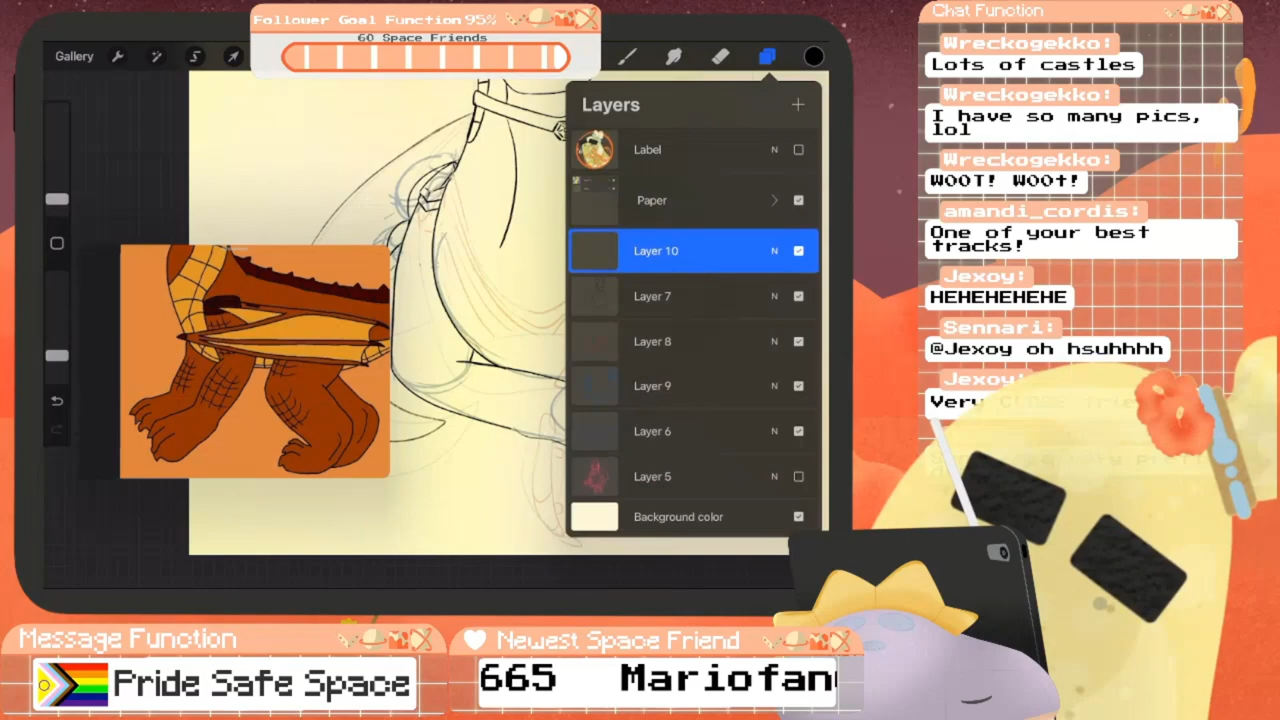 Follower Goal Function 95%
60 Space Friends
Gallery
Layers
Label N
Paper
Layer 10 N
Layer 7 N
Layer 8 N
Layer 9 N
Layer 6 N
Layer 5 N
Background color
Chat Function
Wreckogekko:
Lots of castles
Wreckogekko:
I have so many pics,
lol
Wreckogekko:
WOOT! WOOt!
amandi_cordis:
One of your best
tracks!
Jexoy:
HEHEHEHEHE
Sennari:
@Jexoy oh hsuhhhh
Jexoy:
Very
Message Function
Pride Safe Space
Newest Space Friend
665 Mariofan